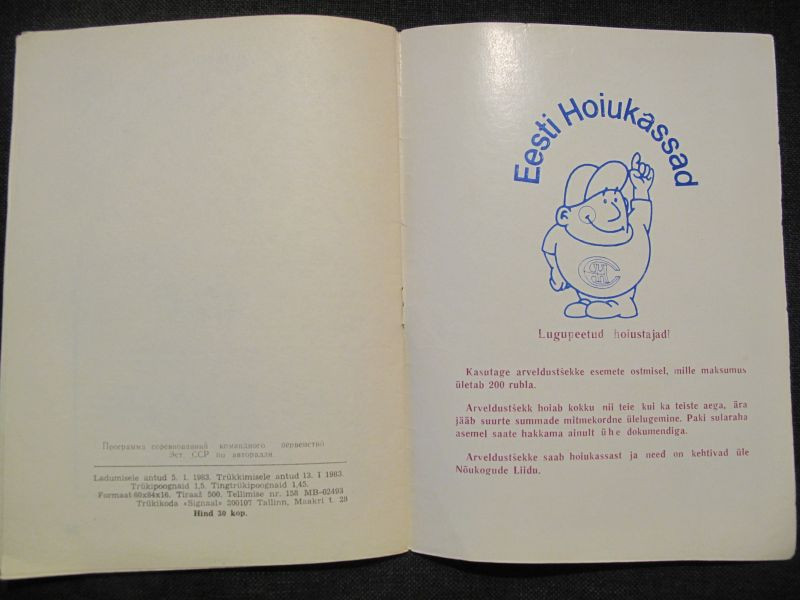 Программа соревнований командного первенства
Эст. ССР по авторалли.
Ladumisele antud 5. 1. 1983. Trükkimisele antud 13. I 1983.
Trükipoognaid 1,5. Tingtrükipoognaid 1,45.
Formaat 60x84x16. Tiraaž 500. Tellimise nr. 158 MB-02493
Trükikoda «Signaal» 200107 Tallinn, Maakri t. 23
Hind 30 kop.
Eesti Hoiukassad
Lugupeetud hoiustajad!
Kasutage arveldustšekke esemete ostmisel, mille maksumus
ületab 200 rubla.
Arveldustšekk hoiab kokku nii teie kui ka teiste aega, ära
jääb suurte summade mitmekordne ülelugemine. Paki sularaha
asemel saate hakkama ainult ühe dokumendiga.
Arveldustšekke saab hoiukassast ja need on kehtivad üle
Nõukogude Liidu.